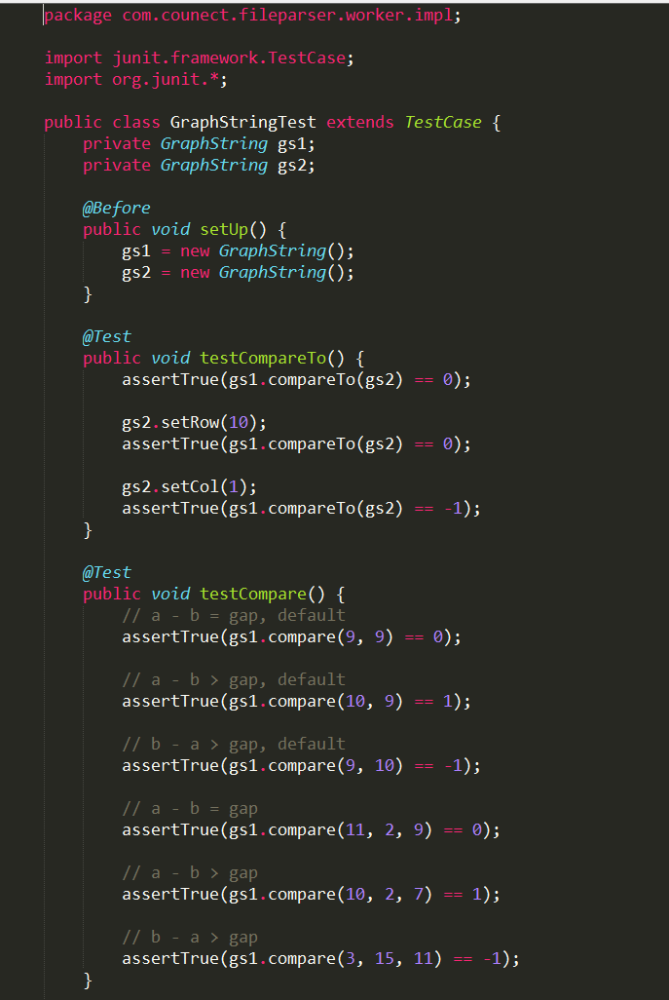 package com.counect.fileparser.worker.impl;
import junit.framework.TestCase;
import org.junit.*;
public class GraphStringTest extends TestCase {
private GraphString gs1;
private GraphString gs2;
@Before
public void setUp() {
gs1 = new GraphString();
gs2 = new GraphString();
}
@Test
public void testCompareTo() {
assertTrue(gs1.compareTo(gs2) == 0);
gs2.setRow(10);
assertTrue(gs1.compareTo(gs2) == 0);
gs2.setCol(1);
assertTrue(gs1.compareTo(gs2) == -1);
}
@Test
public void testCompare() {
// a - b = gap, default
assertTrue(gs1.compare(9, 9) == 0);
// a - b > gap, default
assertTrue(gs1.compare(10, 9) == 1);
// b - a > gap, default
assertTrue(gs1.compare(9, 10) == -1);
// a - b = gap
assertTrue(gs1.compare(11, 2, 9) == 0);
// a - b > gap
assertTrue(gs1.compare(10, 2, 7) == 1);
// b - a > gap
assertTrue(gs1.compare(3, 15, 11) == -1);
}